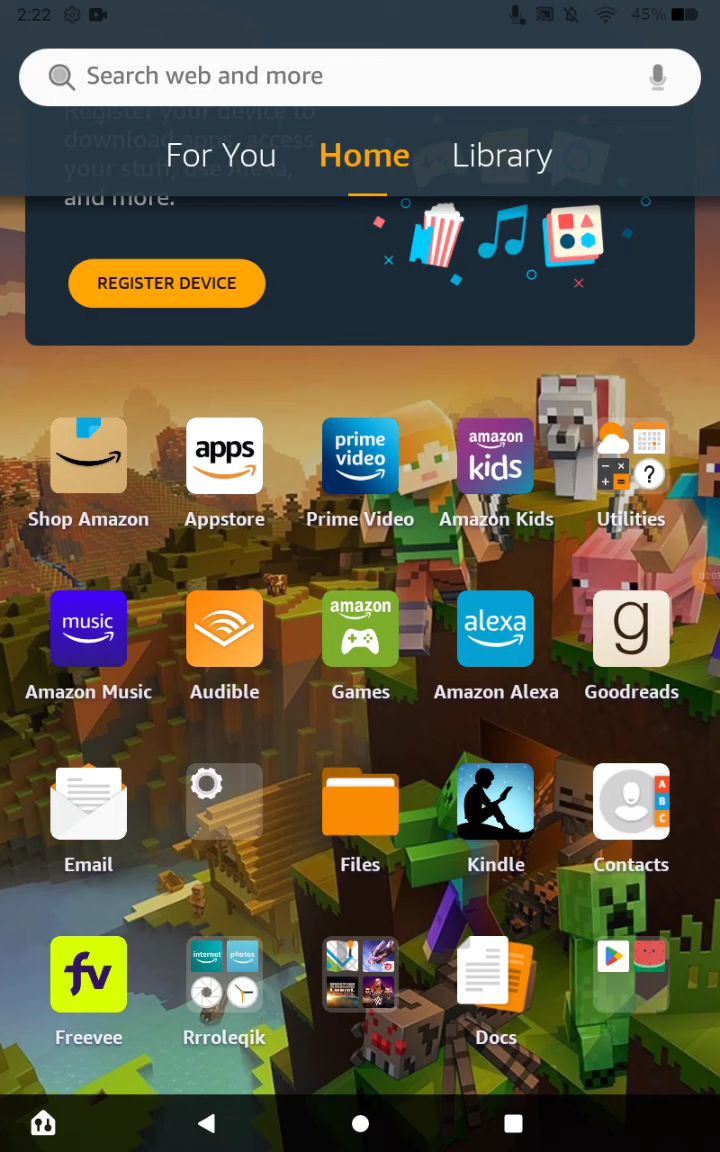 2:22
45%
Search web and more
Register your device to
download apps, access
your stuff, use Alexa,
and more.
For You
Home
Library
REGISTER DEVICE
apps
prime
video
amazon
kids
Shop Amazon
Appstore
Prime Video
Amazon Kids
Utilities
00:03
music
amazon
alexa
g
Amazon Music
Audible
Games
Amazon Alexa
Goodreads
A
B
C
Email
Files
Kindle
Contacts
fv
internet
photos
Freevee
Rrroleqik
Docs